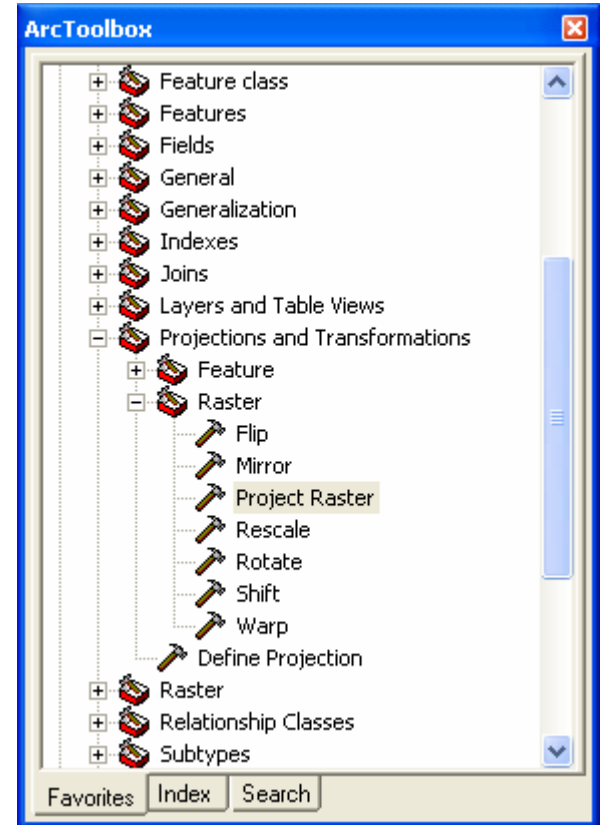 ArcToolbox
Feature class
Features
Fields
General
Generalization
Indexes
Joins
Layers and Table Views
Projections and Transformations
Feature
Raster
Flip
Mirror
Project Raster
Rescale
Rotate
Shift
Warp
Define Projection
Raster
Relationship Classes
Subtypes
Favorites Index Search